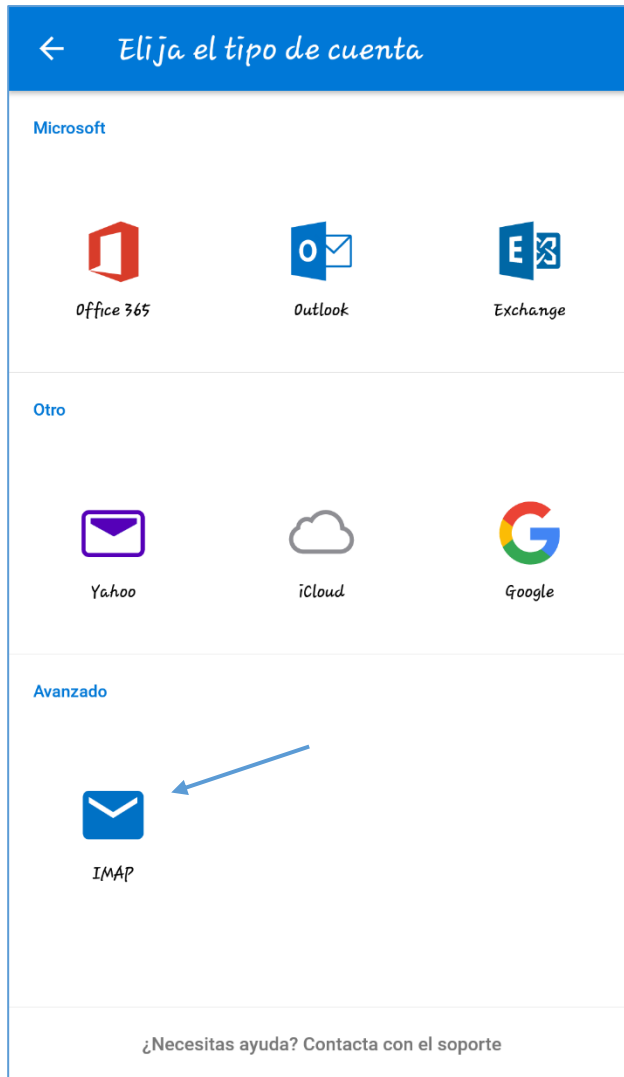 Elija el tipo de cuenta
Microsoft
Office 365
Outlook
Exchange
Otro
Yahoo
iCloud
Google
Avanzado
IMAP
¿Necesitas ayuda? Contacta con el soporte